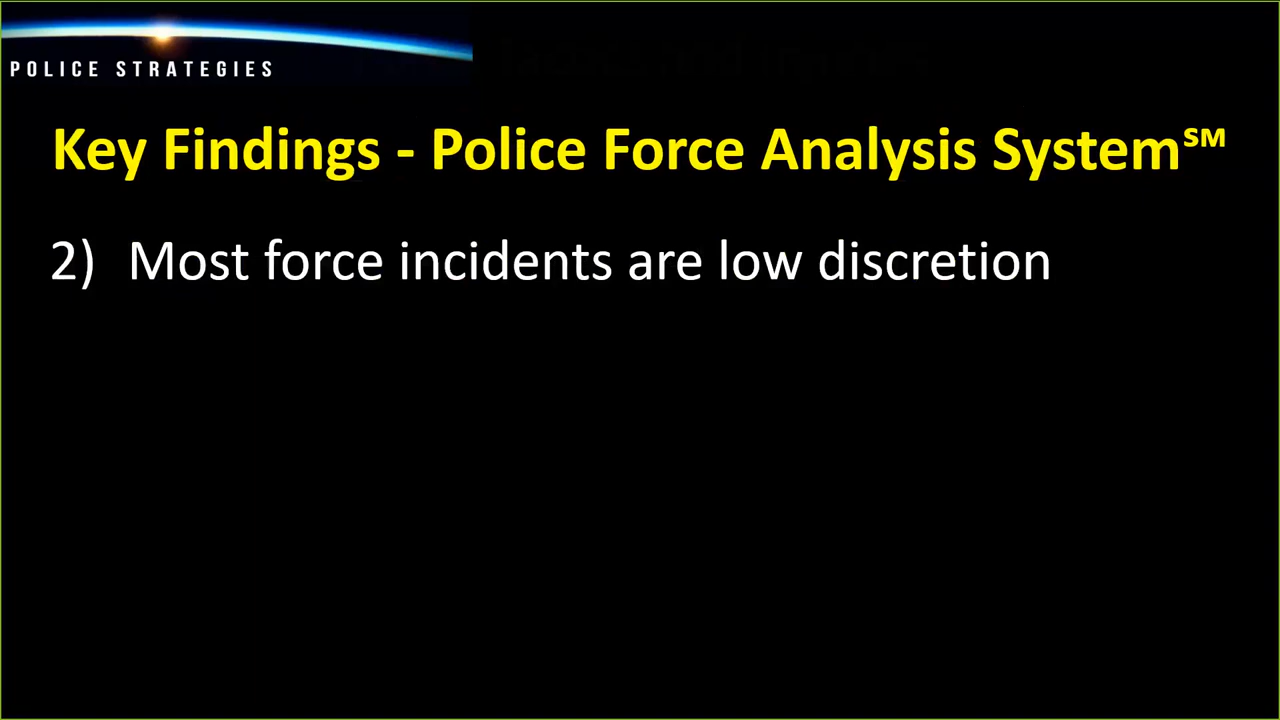 POLICE STRATEGIES
Key Findings - Police Force Analysis System℠
2) Most force incidents are low discretion